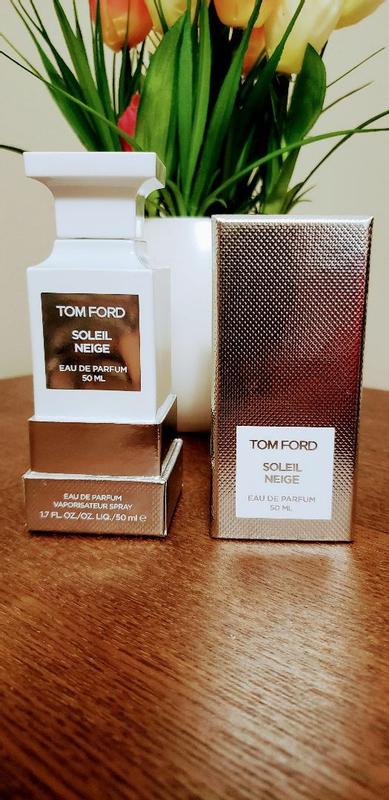 TOM FORD
SOLEIL
NEIGE
EAU DE PARFUM
50 ML
EAU DE PARFUM
VAPORISATEUR SPRAY
1.7 FL. OZ./OZ. LIQ./50 ml ℮
TOM FORD
SOLEIL
NEIGE
EAU DE PARFUM
50 ML